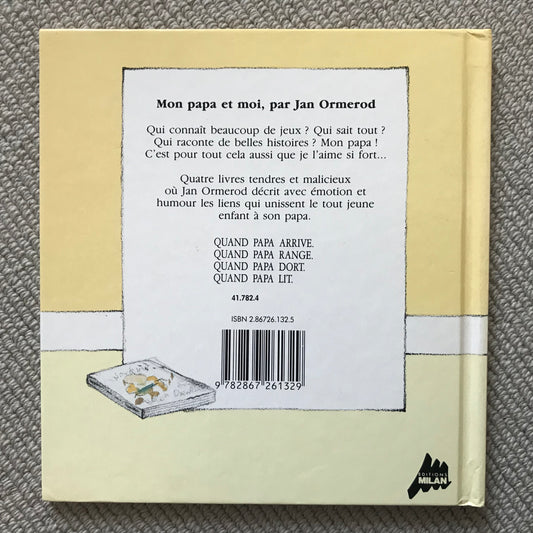 Mon papa et moi, par Jan Ormerod
Qui connaît beaucoup de jeux ? Qui sait tout ?
Qui raconte de belles histoires ? Mon papa !
C'est pour tout cela aussi que je l'aime si fort...
Quatre livres tendres et malicieux
où Jan Ormerod décrit avec émotion et
humour les liens qui unissent le tout jeune
enfant à son papa.
QUAND PAPA ARRIVE.
QUAND PAPA RANGE.
QUAND PAPA DORT.
QUAND PAPA LIT.
41.782.4
ISBN 2.86726.132.5
9 782867 261329
EDITIONS
MILAN